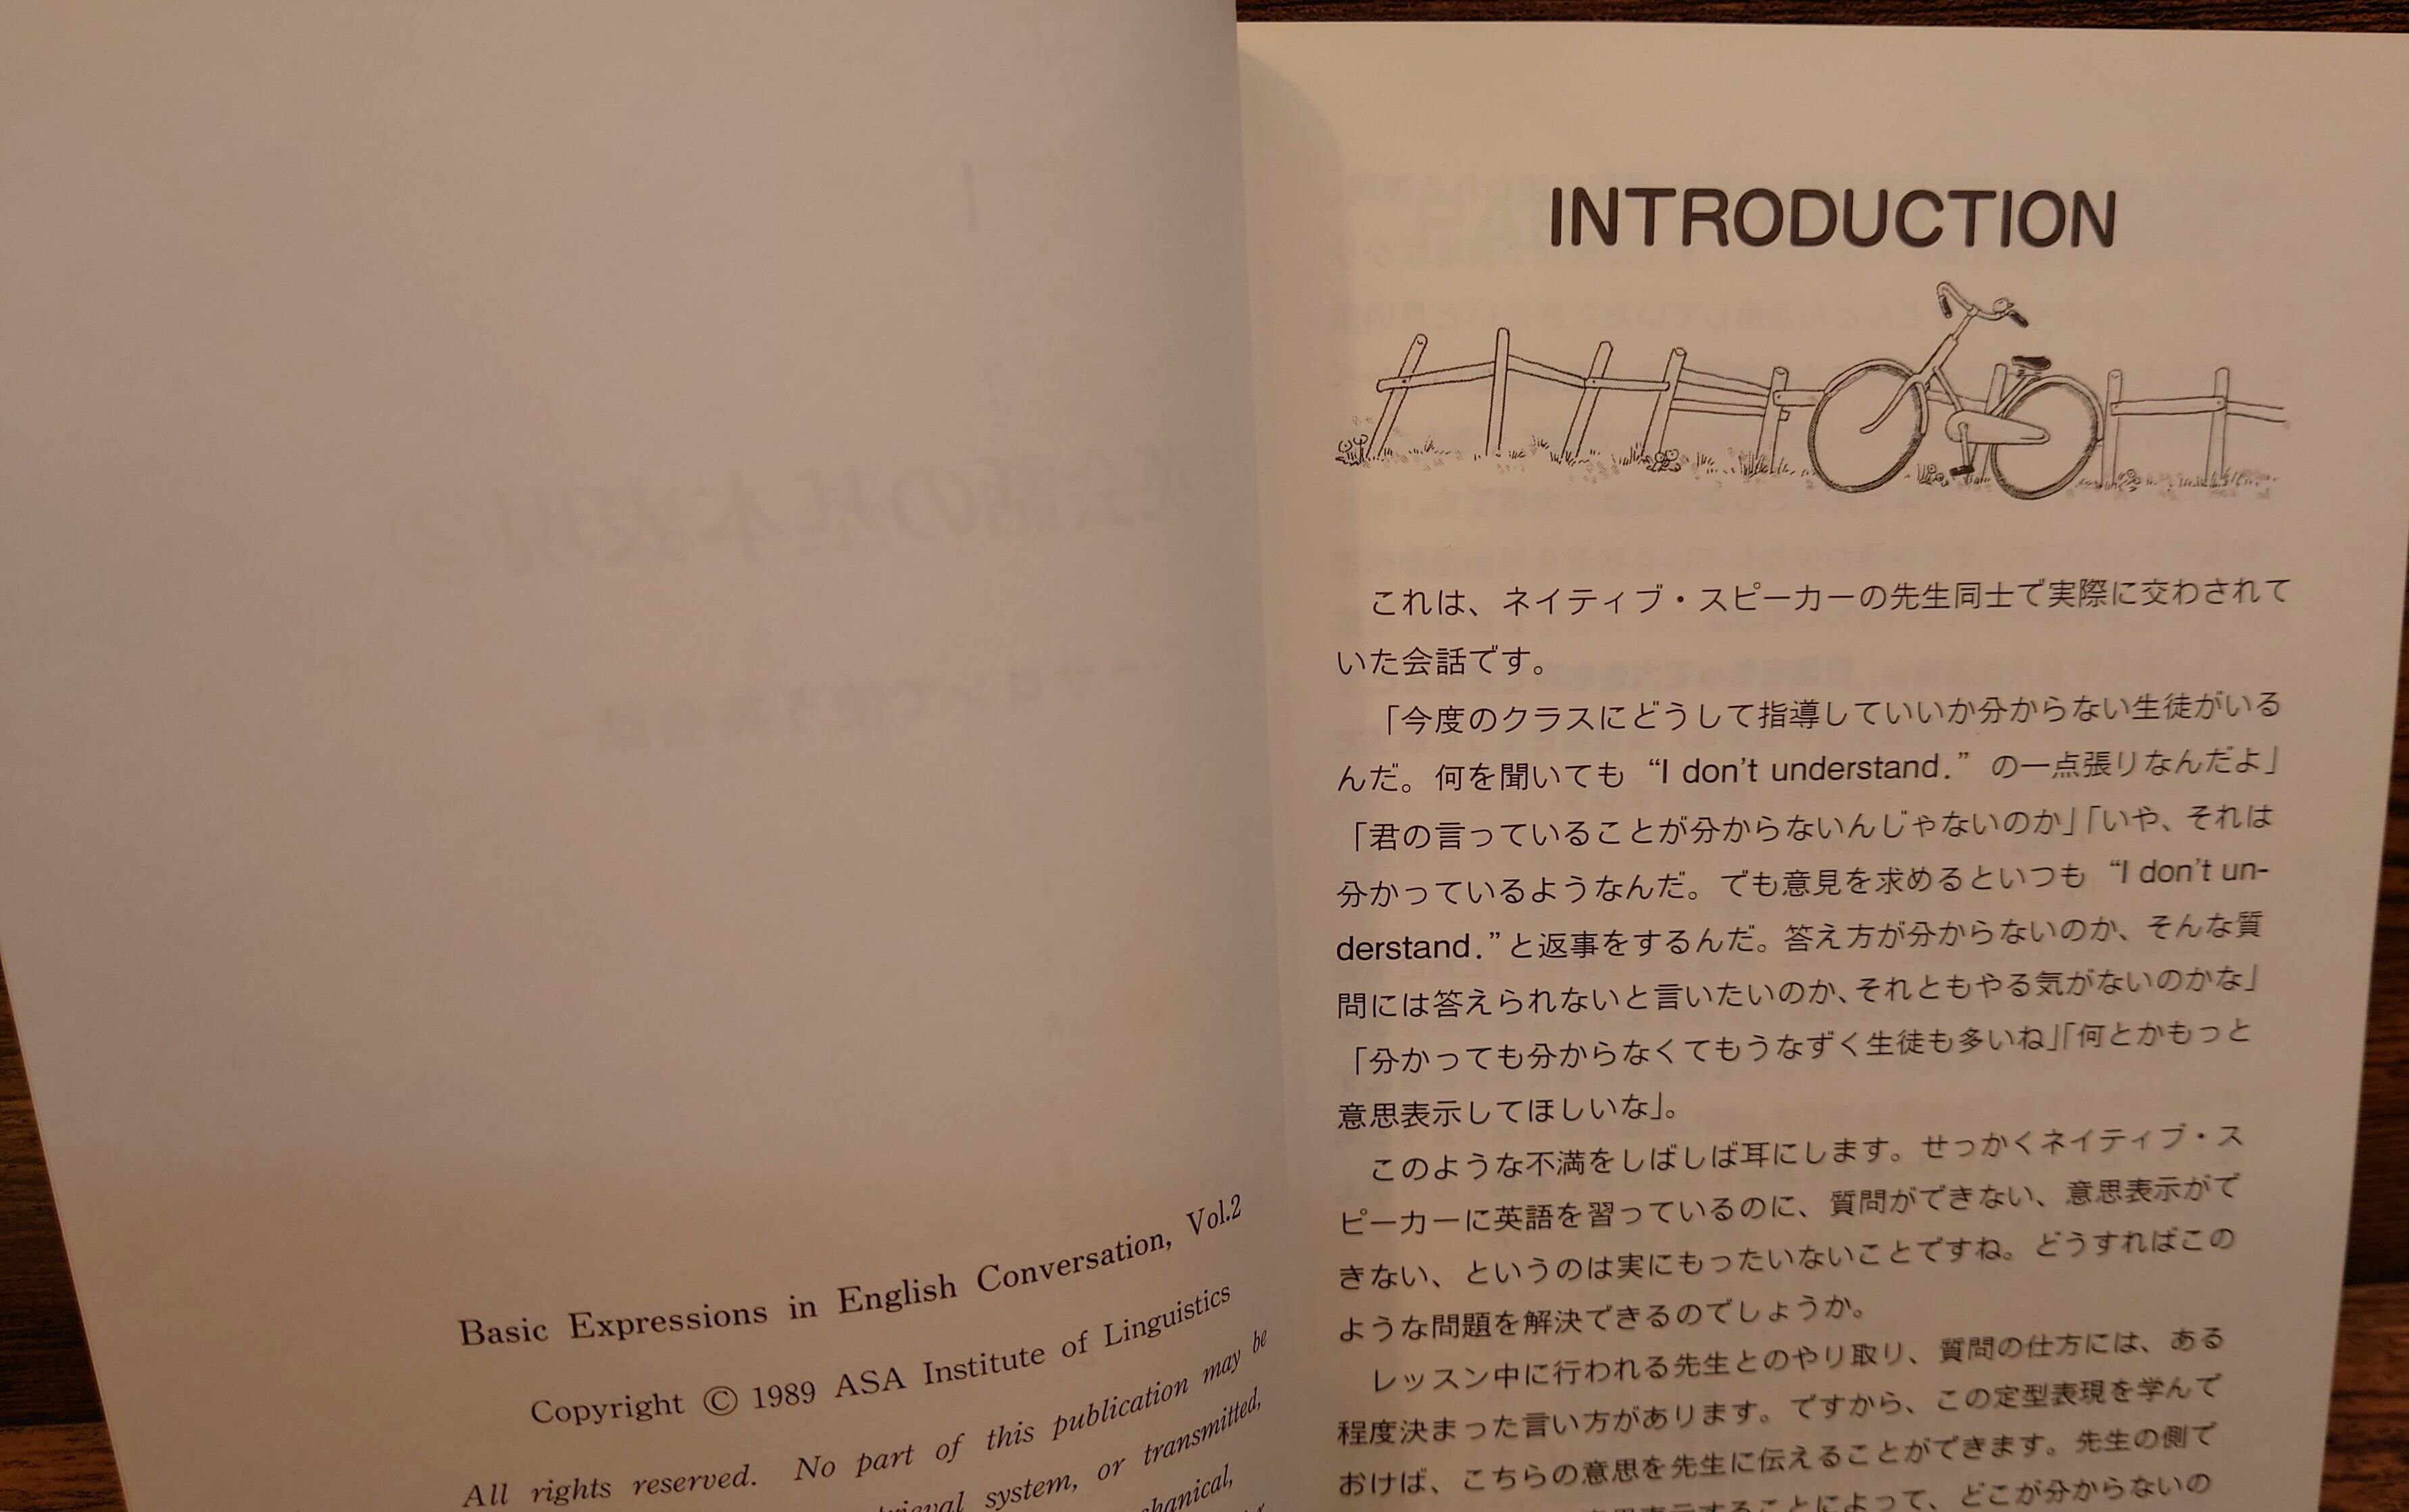 Basic Expressions in English Conversation, Vol.2
Copyright © 1989 ASA Institute of Linguistics
All rights reserved. No part of this publication may be
system, or transmitted,
INTRODUCTION
これは、ネイティブ・スピーカーの先生同士で実際に交わされて
いた会話です。
「今度のクラスにどうして指導していいか分からない生徒がいる
んだ。何を聞いても “I don’t understand.” の一点張りなんだよ」
「君の言っていることが分からないんじゃないのか」「いや、それは
分かっているようなんだ。でも意見を求めるといつも “I don’t un-
derstand.”と返事をするんだ。答え方が分からないのか、そんな質
問には答えられないと言いたいのか、それともやる気がないのかな」
「分かっても分からなくてもうなずく生徒も多いね」「何とかもっと
意思表示してほしいな」。
このような不満をしばしば耳にします。せっかくネイティブ・ス
ピーカーに英語を習っているのに、質問ができない、意思表示がで
きない、というのは実にもったいないことですね。どうすればこの
ような問題を解決できるのでしょうか。
レッスン中に行われる先生とのやり取り、質問の仕方には、ある
程度決まった言い方があります。ですから、この定型表現を学んで
おけば、こちらの意思を先生に伝えることができます。先生の側で
することによって、どこが分からないの